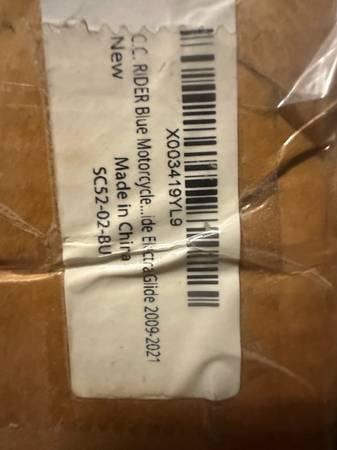 X003419YL9
C.C. RIDER Blue Motorcycle...ide ElectraGlide 2009-2021
New
Made in China
SC52-02-BU